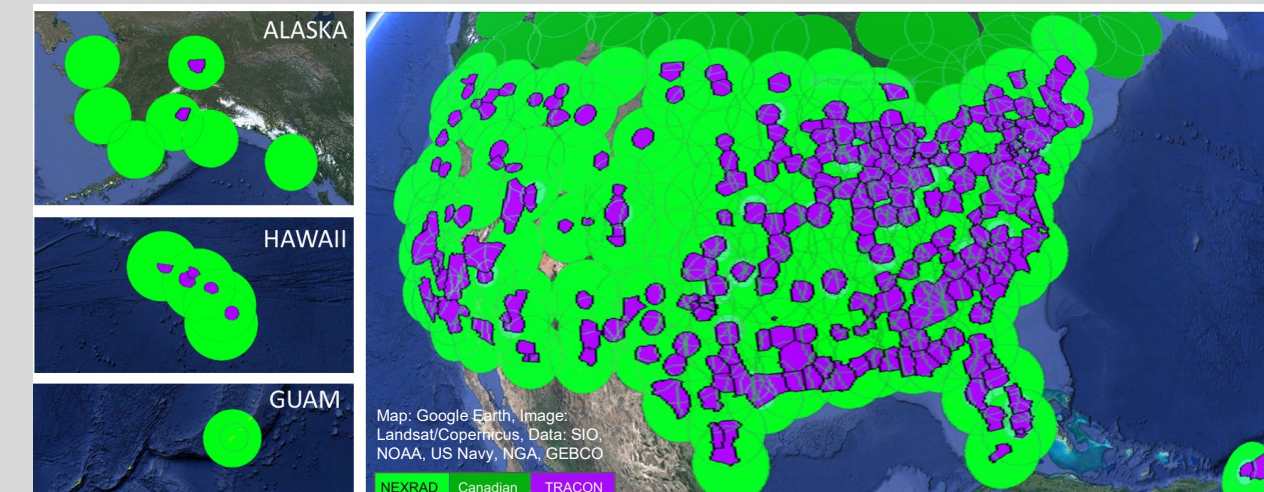 ALASKA
HAWAII
GUAM
Map: Google Earth, Image:
Landsat/Copernicus, Data: SIO,
NOAA, US Navy, NGA, GEBCO
NEXRAD Canadian TRACON